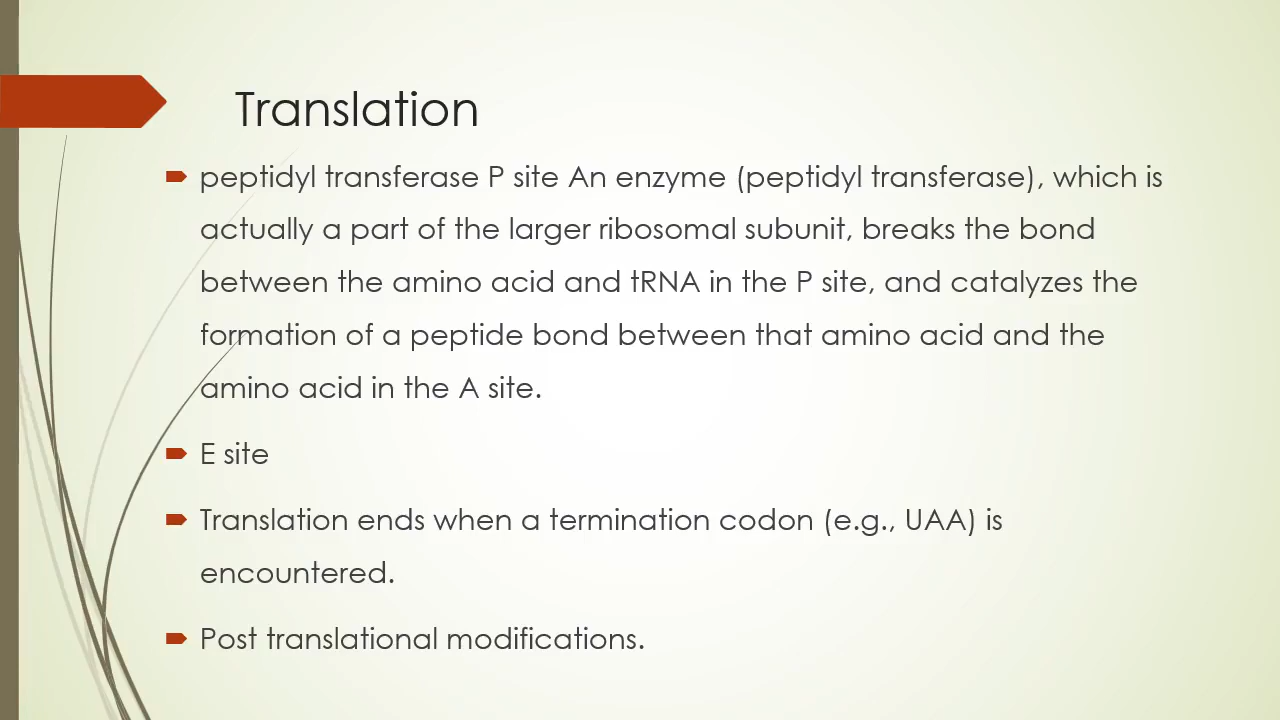 Translation
peptidyl transferase P site An enzyme (peptidyl transferase), which is
actually a part of the larger ribosomal subunit, breaks the bond
between the amino acid and tRNA in the P site, and catalyzes the
formation of a peptide bond between that amino acid and the
amino acid in the A site.
E site
Translation ends when a termination codon (e.g., UAA) is
encountered.
Post translational modifications.